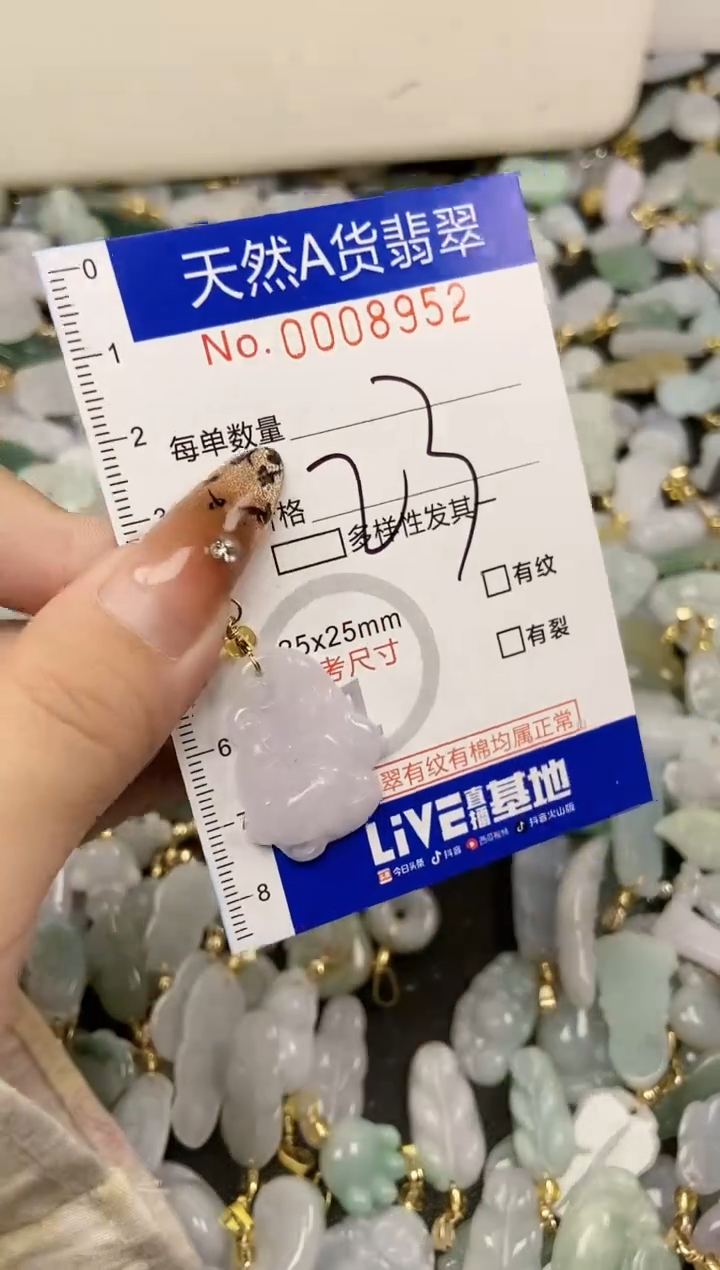 0
天然A货翡翠
1
No.0008952
2
每单数量
3
格
23
多样性发其一
有纹
有裂
35x25mm
考尺寸
6
翠有纹有棉均属正常
7
LiVE直播基地
8
今日头条 抖音 西瓜视频 抖音火山版